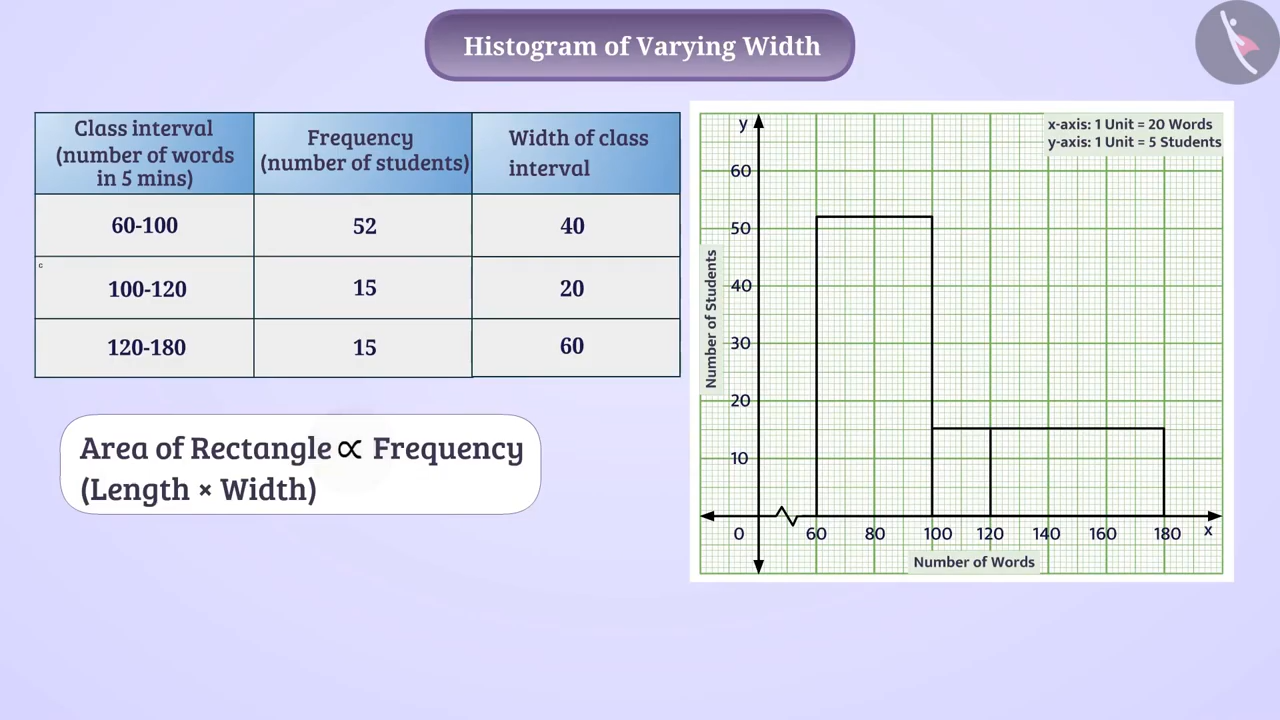 Histogram of Varying Width
Class interval
(number of words
in 5 mins)
Frequency
(number of students)
Width of class
interval
60-100 52 40
c
100-120 15 20
120-180 15 60
Area of Rectangle ∝ Frequency
(Length × Width)
x-axis: 1 Unit = 20 Words
y-axis: 1 Unit = 5 Students
y
60
50
40
30
20
10
Number of Students
0 60 80 100 120 140 160 180 x
Number of Words